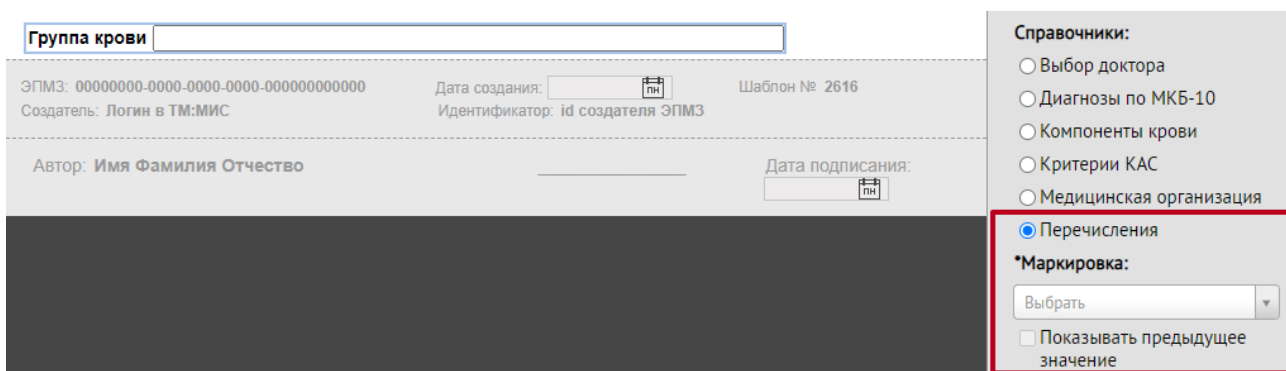 Группа крови
ЭПМЗ: 00000000-0000-0000-0000-000000000000 Дата создания: ПН Шаблон № 2616
Создатель: Логин в ТМ:МИС Идентификатор: id создателя ЭПМЗ
Автор: Имя Фамилия Отчество Дата подписания:
ПН
Справочники:
Выбор доктора
Диагнозы по МКБ-10
Компоненты крови
Критерии КАС
Медицинская организация
Перечисления
*Маркировка:
Выбрать
Показывать предыдущее
значение